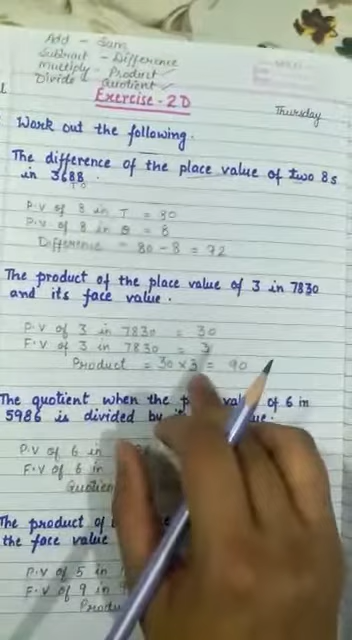 Add - Sum
Subtract - Difference
Multiply - Product ✓
Divide - Quotient ✓
Exercise - 2D
Thursday
Work out the following.
The difference of the place value of two 8s
in 3688.
T O
P.V of 8 in T = 80
P.V of 8 in O = 8
Difference = 80 - 8 = 72
The product of the place value of 3 in 7830
and its face value.
P.V of 3 in 7830 = 30
F.V of 3 in 7830 = 3
Product = 30 × 3 = 90
The quotient when the of 6 in
5986 is divided by
P.V of 6 in
F.V of 6 in
The product of
the face value
P.V of 5 in
F.V of 9 in